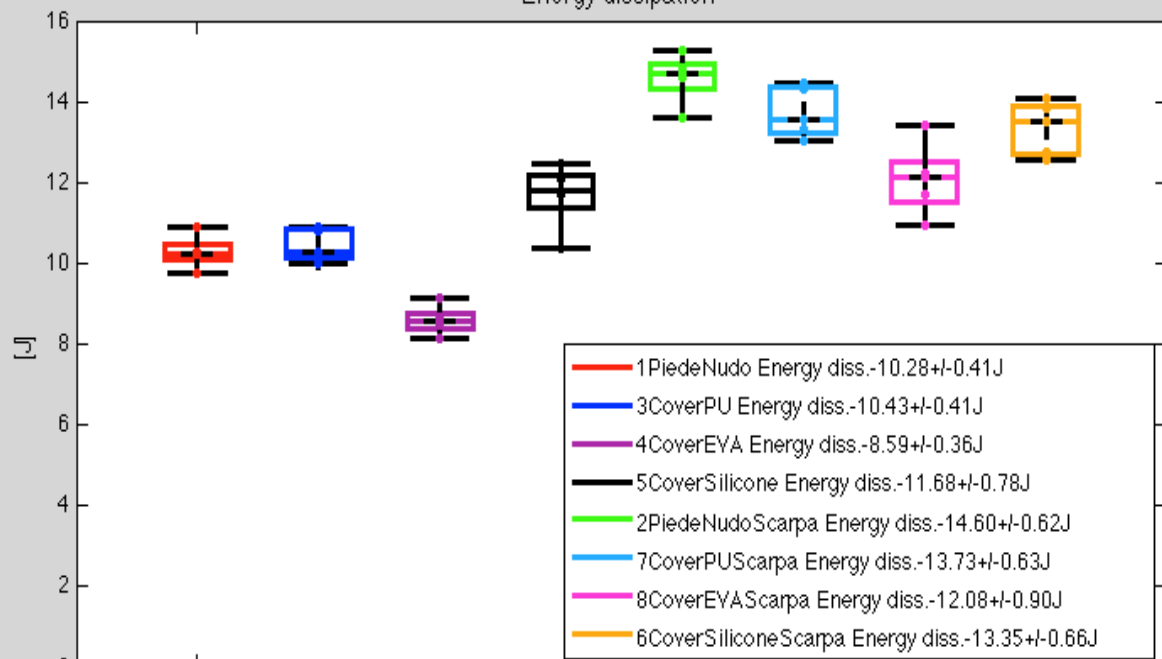 Energy dissipation
16
14
12
10
8
6
4
2
[J]
1PiedeNudo Energy diss.-10.28+/-0.41J
3CoverPU Energy diss.-10.43+/-0.41J
4CoverEVA Energy diss.-8.59+/-0.36J
5CoverSilicone Energy diss.-11.68+/-0.78J
2PiedeNudoScarpa Energy diss.-14.60+/-0.62J
7CoverPUScarpa Energy diss.-13.73+/-0.63J
8CoverEVAScarpa Energy diss.-12.08+/-0.90J
6CoverSiliconeScarpa Energy diss.-13.35+/-0.66J